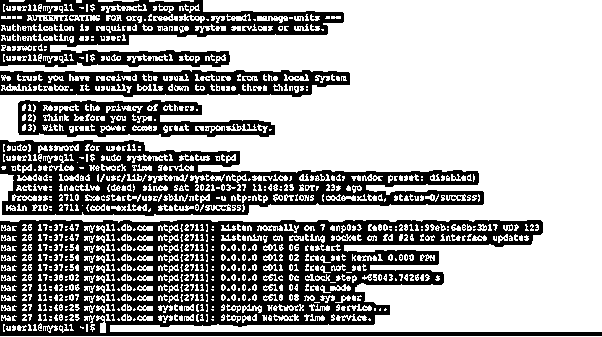 [user11@mysql1 ~]$ systemctl stop ntpd
==== AUTHENTICATING FOR org.freedesktop.systemd1.manage-units ===
Authentication is required to manage system services or units.
Authenticating as: user1
Password:
[user11@mysql1 ~]$ sudo systemctl stop ntpd
We trust you have received the usual lecture from the local System
Administrator. It usually boils down to these three things:
#1) Respect the privacy of others.
#2) Think before you type.
#3) With great power comes great responsibility.
[sudo] password for user11:
[user11@mysql1 ~]$ sudo systemctl status ntpd
● ntpd.service - Network Time Service
Loaded: loaded (/usr/lib/systemd/system/ntpd.service; disabled; vendor preset: disabled)
Active: inactive (dead) since Sat 2021-03-27 11:48:25 EDT; 23s ago
Process: 2710 ExecStart=/usr/sbin/ntpd -u ntp:ntp $OPTIONS (code=exited, status=0/SUCCESS)
Main PID: 2711 (code=exited, status=0/SUCCESS)
Mar 26 17:37:47 mysql1.db.com ntpd[2711]: Listen normally on 7 enp0s3 UDP 123
Mar 26 17:37:47 mysql1.db.com ntpd[2711]: Listening on routing socket on fd #24 for interface updates
Mar 26 17:37:54 mysql1.db.com ntpd[2711]: 0.0.0.0 c016 06 restart
Mar 26 17:37:54 mysql1.db.com ntpd[2711]: 0.0.0.0 c012 02 freq_set kernel 0.000 PPM
Mar 26 17:37:54 mysql1.db.com ntpd[2711]: 0.0.0.0 c011 01 freq_not_set
Mar 26 17:38:02 mysql1.db.com ntpd[2711]: 0.0.0.0 c61c 0c clock_step +65043.742649 s
Mar 27 11:42:06 mysql1.db.com ntpd[2711]: 0.0.0.0 c614 04 freq_mode
Mar 27 11:42:07 mysql1.db.com ntpd[2711]: 0.0.0.0 c618 08 no_sys_peer
Mar 27 11:48:25 mysql1.db.com systemd[1]: Stopping Network Time Service...
Mar 27 11:48:25 mysql1.db.com systemd[1]: Stopped Network Time Service.
[user11@mysql1 ~]$